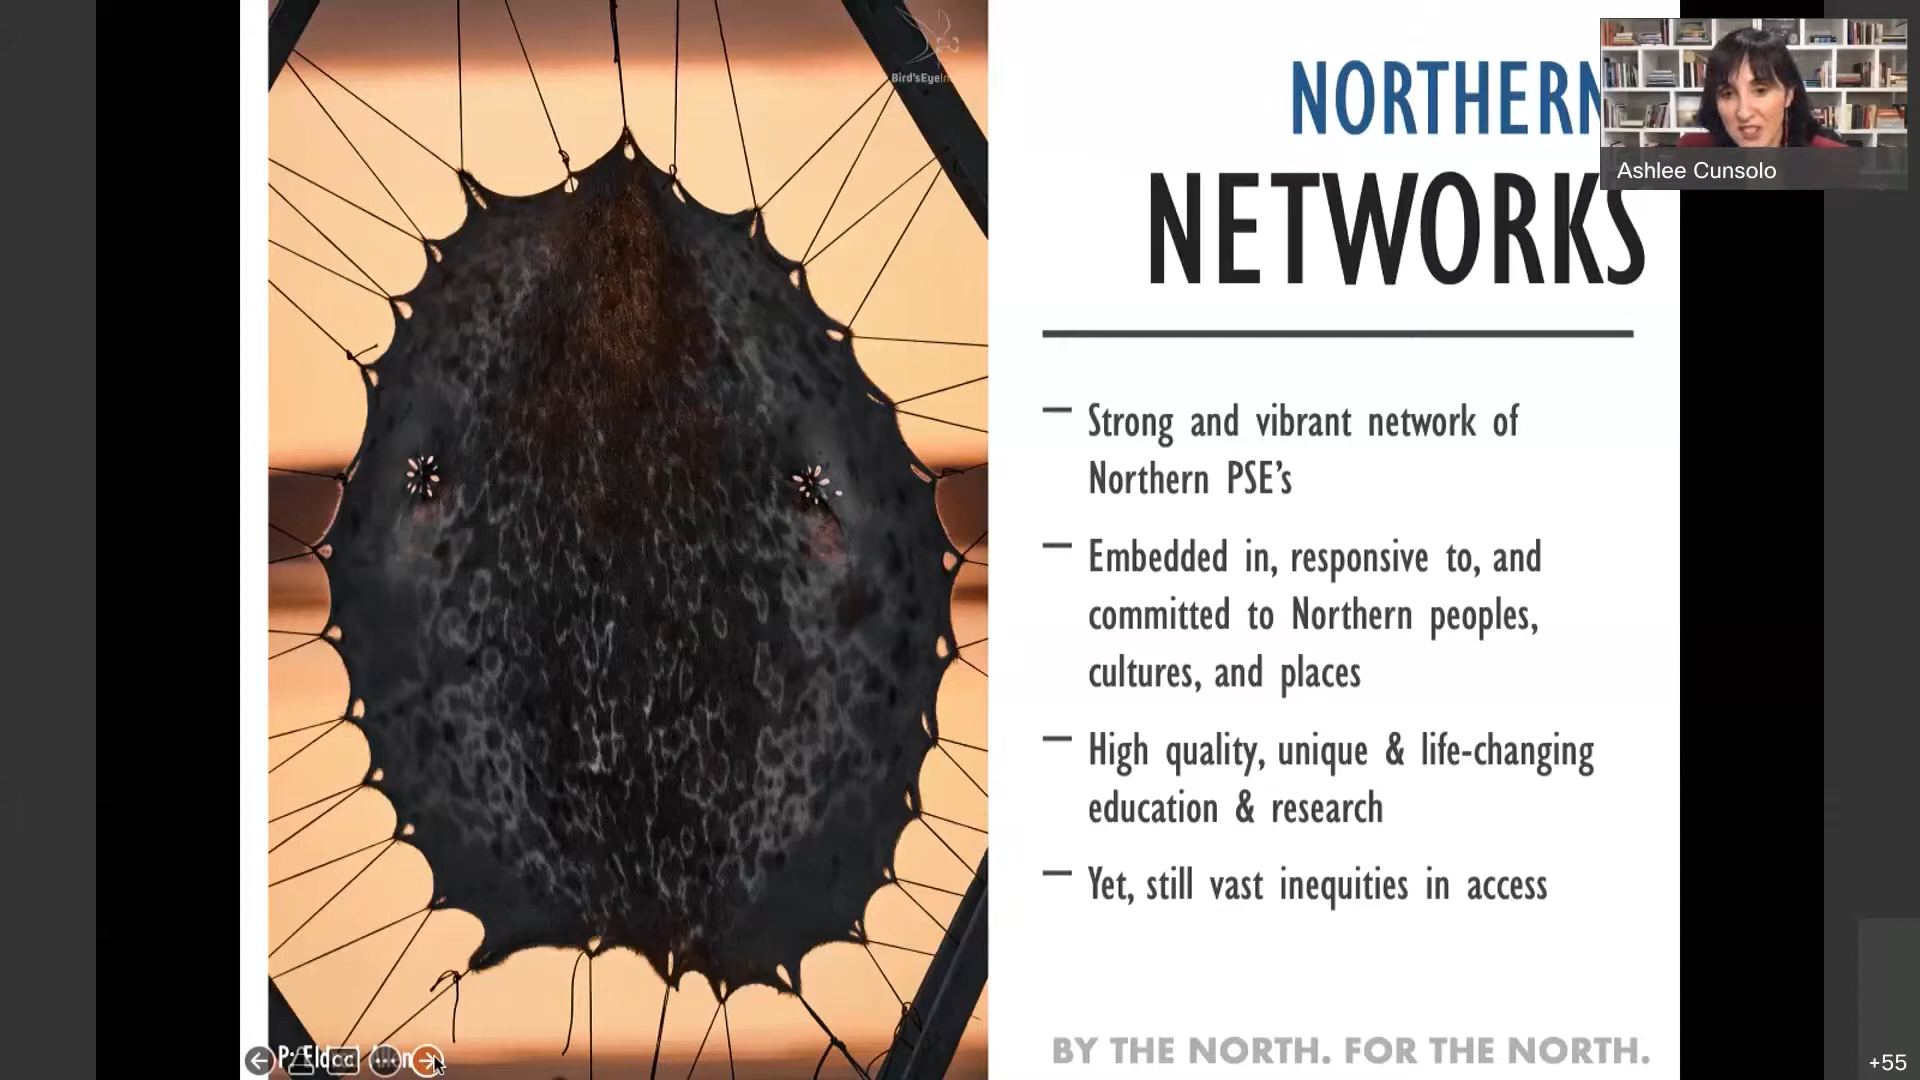 NORTHERN
NETWORKS
Ashlee Cunsolo
Strong and vibrant network of
Northern PSE's
Embedded in, responsive to, and
committed to Northern peoples,
cultures, and places
High quality, unique & life-changing
education & research
Yet, still vast inequities in access
BY THE NORTH. FOR THE NORTH.
+55